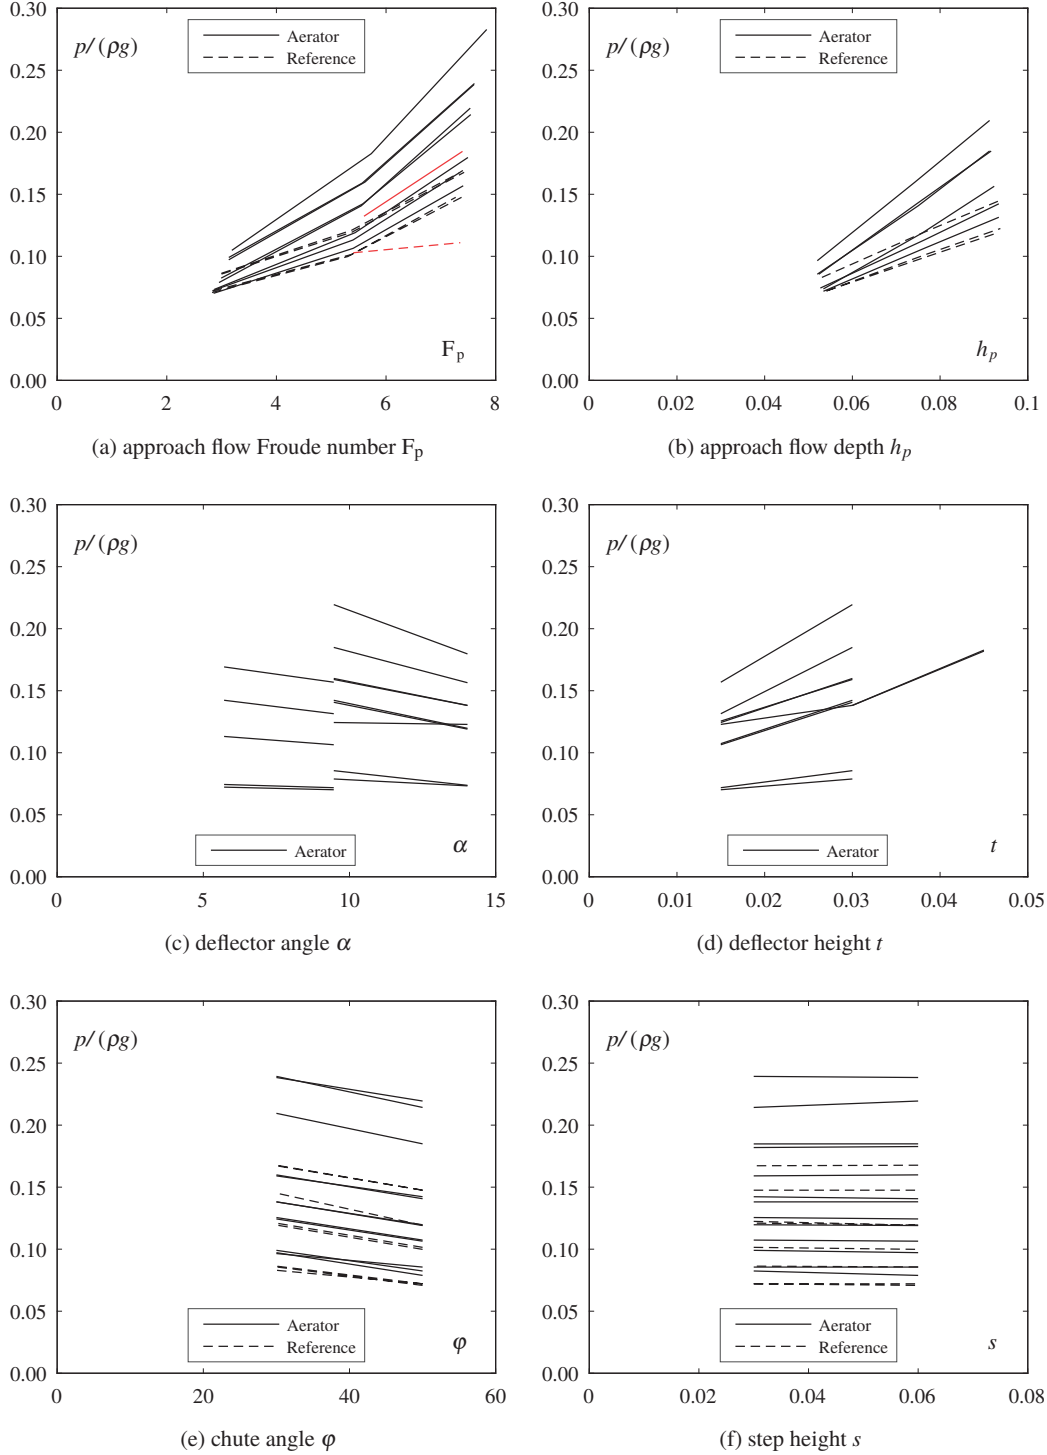 0.30
0.25
0.20
0.15
0.10
0.05
0.00
p/(ρg)
Aerator
Reference
F_p
0 2 4 6 8
(a) approach flow Froude number F_p
0.30
0.25
0.20
0.15
0.10
0.05
0.00
p/(ρg)
Aerator
Reference
h_p
0 0.02 0.04 0.06 0.08 0.1
(b) approach flow depth h_p
0.30
0.25
0.20
0.15
0.10
0.05
0.00
p/(ρg)
Aerator
α
0 5 10 15
(c) deflector angle α
0.30
0.25
0.20
0.15
0.10
0.05
0.00
p/(ρg)
Aerator
t
0 0.01 0.02 0.03 0.04 0.05
(d) deflector height t
0.30
0.25
0.20
0.15
0.10
0.05
0.00
p/(ρg)
Aerator
Reference
φ
0 20 40 60
(e) chute angle φ
0.30
0.25
0.20
0.15
0.10
0.05
0.00
p/(ρg)
Aerator
Reference
s
0 0.02 0.04 0.06 0.08
(f) step height s